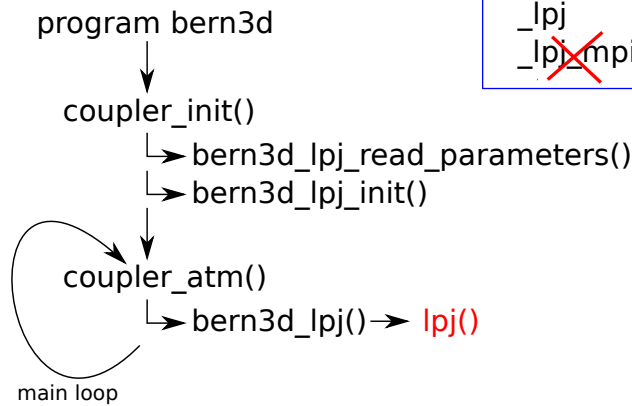 program bern3d
_lpj
_lpj_mpi
coupler_init()
bern3d_lpj_read_parameters()
bern3d_lpj_init()
coupler_atm()
bern3d_lpj() lpj()
main loop